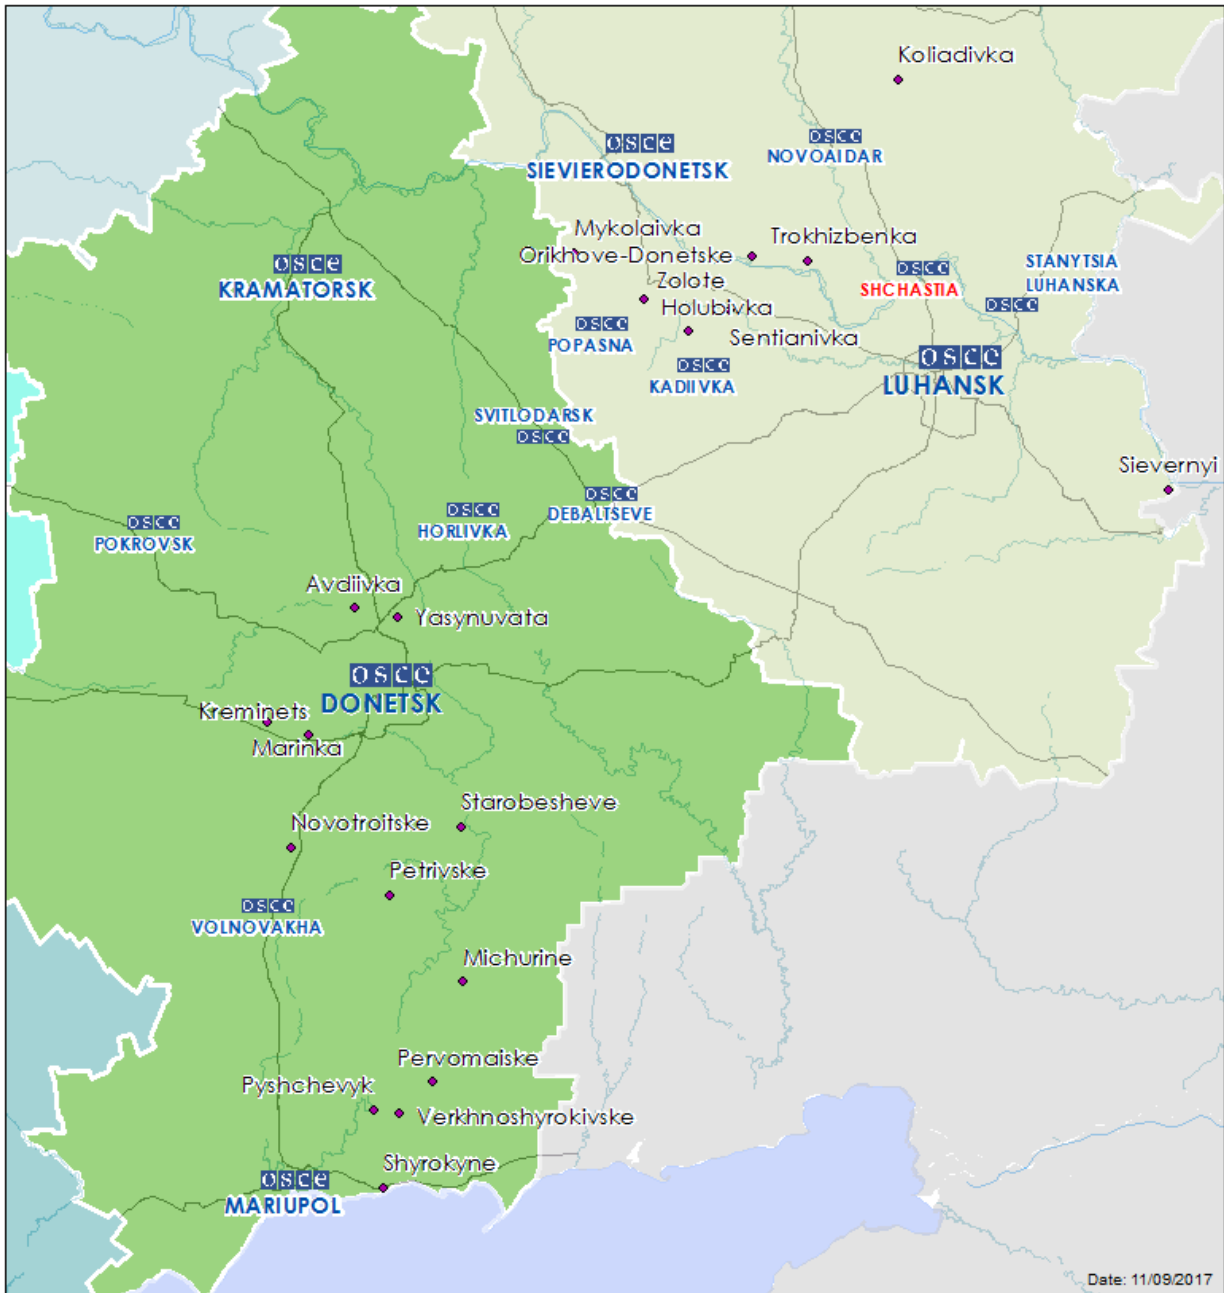 Koliadivka
osce
NOVOAIDAR
osce
SIEVIERODONETSK
Mykolaivka
Trokhizbenka
Orikhove-Donetske
osce
SHCHASTIA
STANYTSIA
LUHANSKA
osce
osce
KRAMATORSK
Zolote
Holubivka
osce
POPASNA
Sentianivka
osce
LUHANSK
osce
KADIIVKA
SVITLODARSK
osce
Sievernyi
osce
DEBALTSEVE
osce
HORLIVKA
osce
POKROVSK
Avdiivka
Yasynuvata
osce
DONETSK
Kreminets
Marinka
Starobesheve
Novotroitske
Petrivske
osce
VOLNOVAKHA
Michurine
Pervomaiske
Pyshchevyk
Verkhnoshyrokivske
Shyrokyne
osce
MARIUPOL
Date: 11/09/2017